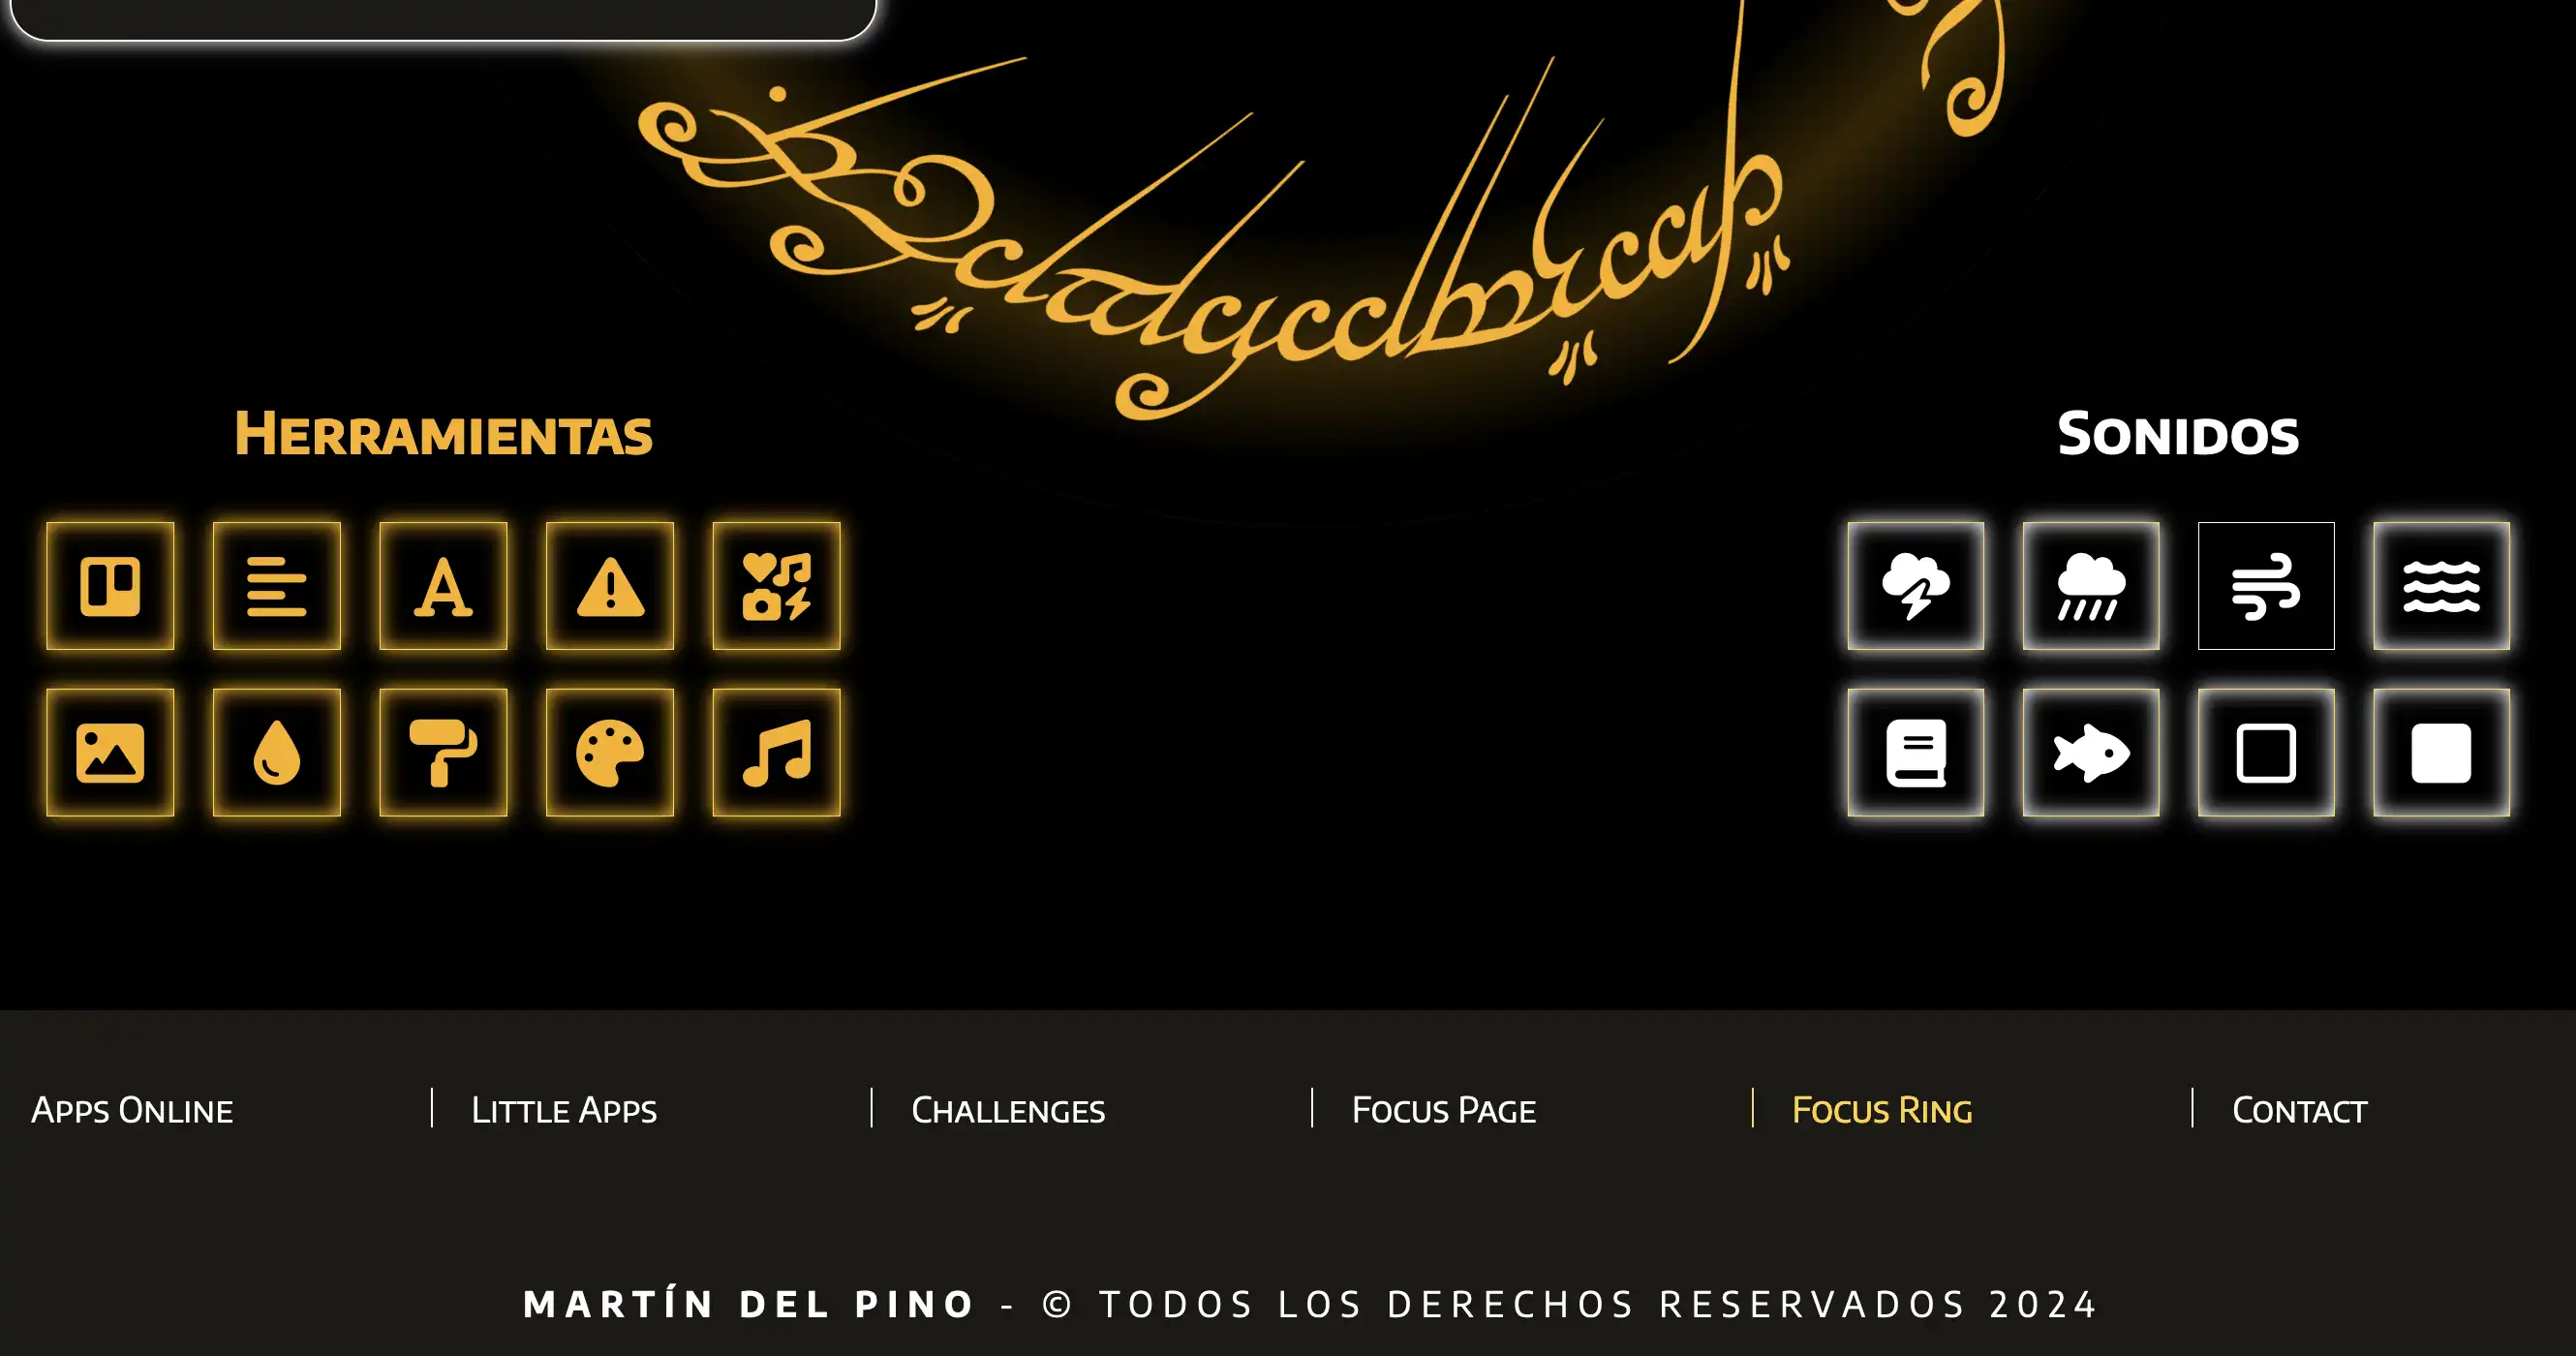 Herramientas
Sonidos
Apps Online
Little Apps
Challenges
Focus Page
Focus Ring
Contact
MARTÍN DEL PINO - © TODOS LOS DERECHOS RESERVADOS 2024